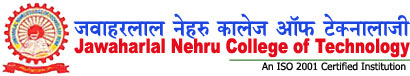 जवाहरलाल नेहरु कालेज ऑफ टेक्नालाजी
Jawaharlal Nehru College of Technology
An ISO 2001 Certified Institution